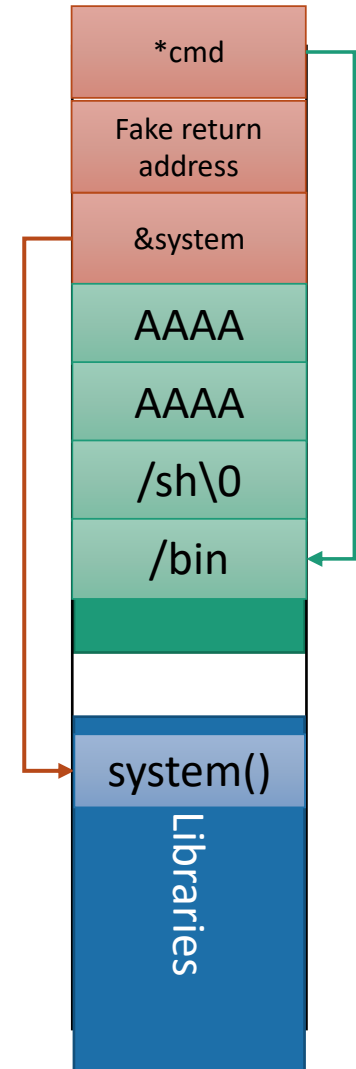 *cmd
Fake return
address
&system
AAAA
AAAA
/sh\0
/bin
system()
Libraries